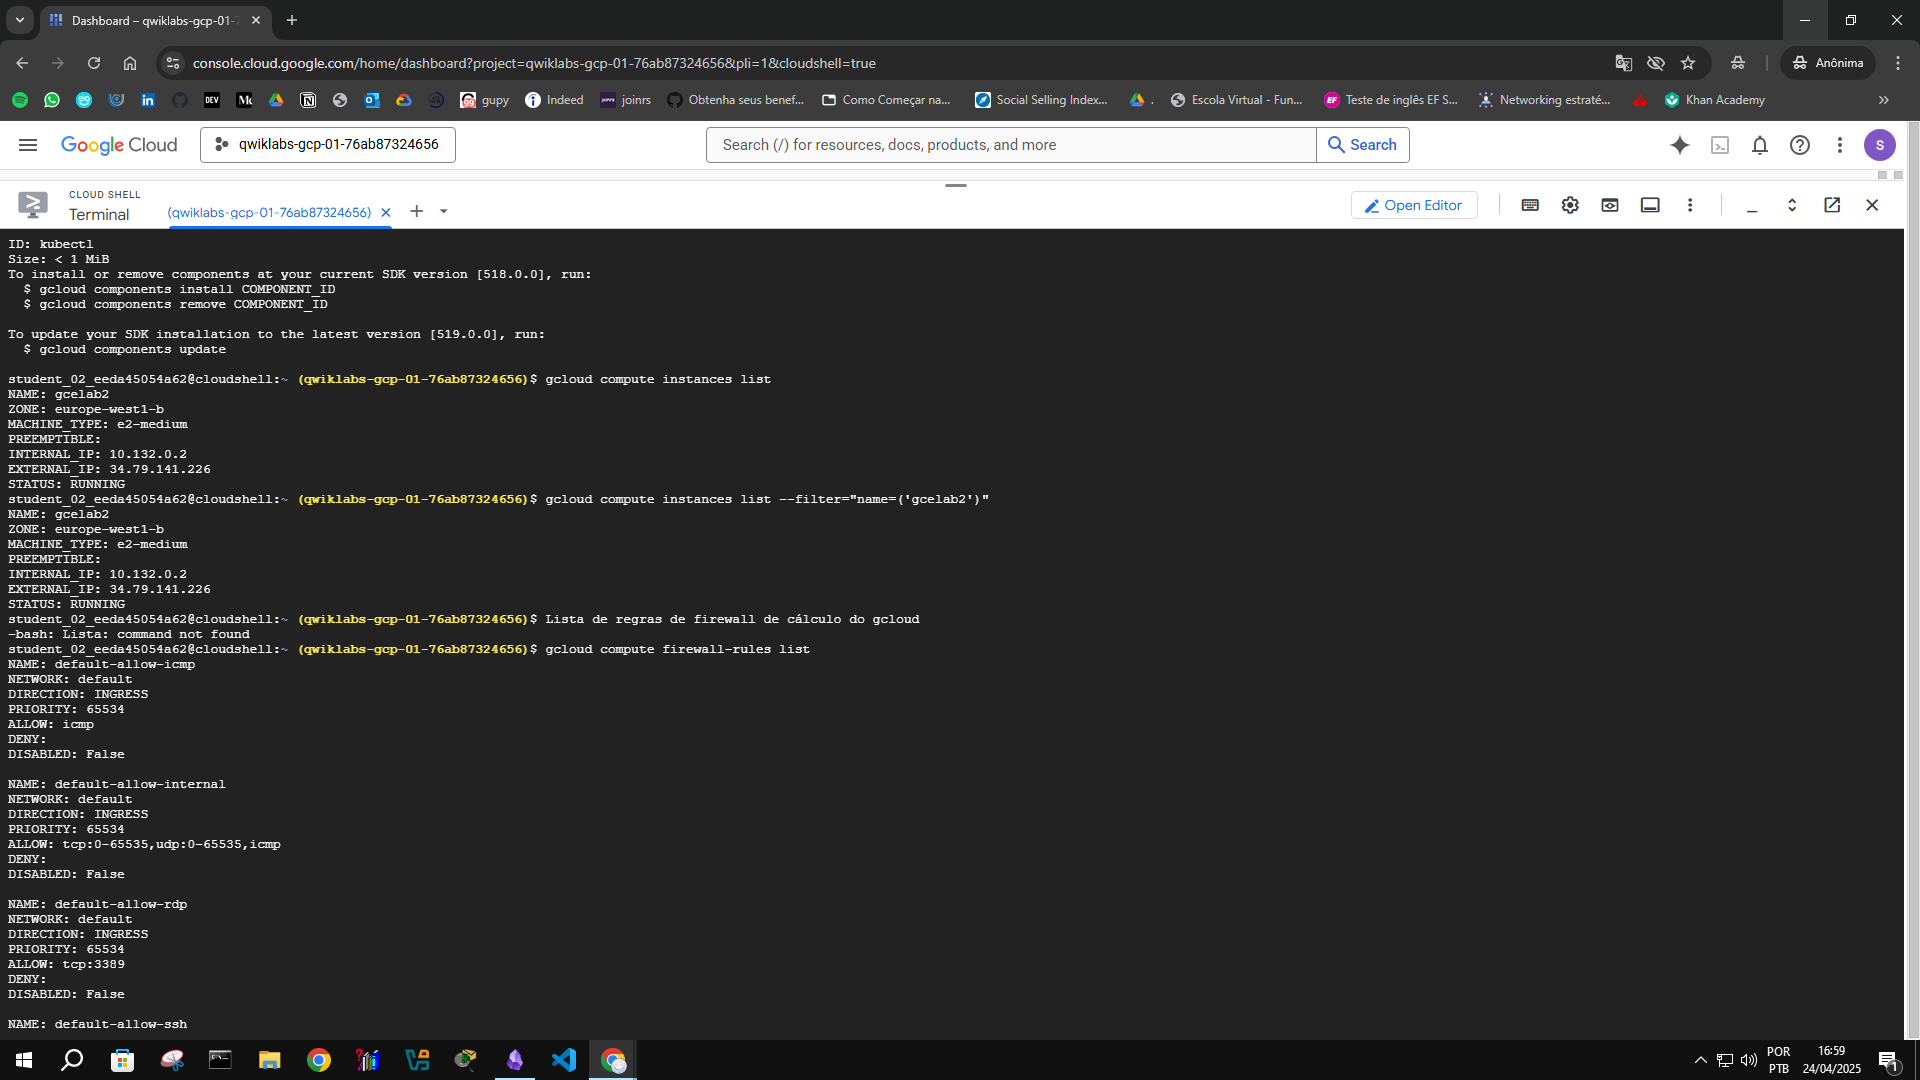 Dashboard – qwiklabs-gcp-01-7
console.cloud.google.com/home/dashboard?project=qwiklabs-gcp-01-76ab87324656&pli=1&cloudshell=true
Anônima
DEV
gupy
Indeed
joinrs
Obtenha seus benef...
Como Começar na...
Social Selling Index...
.
Escola Virtual - Fun...
EF
Teste de inglês EF S...
Networking estraté...
Khan Academy
Google Cloud
qwiklabs-gcp-01-76ab87324656
Search (/) for resources, docs, products, and more
Search
S
CLOUD SHELL
Terminal
(qwiklabs-gcp-01-76ab87324656)
Open Editor
ID: kubectl
Size: < 1 MiB
To install or remove components at your current SDK version [518.0.0], run:
$ gcloud components install COMPONENT_ID
$ gcloud components remove COMPONENT_ID
To update your SDK installation to the latest version [519.0.0], run:
$ gcloud components update
student_02_eeda45054a62@cloudshell:~ (qwiklabs-gcp-01-76ab87324656)$ gcloud compute instances list
NAME: gcelab2
ZONE: europe-west1-b
MACHINE_TYPE: e2-medium
PREEMPTIBLE:
INTERNAL_IP: 10.132.0.2
EXTERNAL_IP: 34.79.141.226
STATUS: RUNNING
student_02_eeda45054a62@cloudshell:~ (qwiklabs-gcp-01-76ab87324656)$ gcloud compute instances list --filter="name=('gcelab2')"
NAME: gcelab2
ZONE: europe-west1-b
MACHINE_TYPE: e2-medium
PREEMPTIBLE:
INTERNAL_IP: 10.132.0.2
EXTERNAL_IP: 34.79.141.226
STATUS: RUNNING
student_02_eeda45054a62@cloudshell:~ (qwiklabs-gcp-01-76ab87324656)$ Lista de regras de firewall de cálculo do gcloud
-bash: Lista: command not found
student_02_eeda45054a62@cloudshell:~ (qwiklabs-gcp-01-76ab87324656)$ gcloud compute firewall-rules list
NAME: default-allow-icmp
NETWORK: default
DIRECTION: INGRESS
PRIORITY: 65534
ALLOW: icmp
DENY:
DISABLED: False
NAME: default-allow-internal
NETWORK: default
DIRECTION: INGRESS
PRIORITY: 65534
ALLOW: tcp:0-65535,udp:0-65535,icmp
DENY:
DISABLED: False
NAME: default-allow-rdp
NETWORK: default
DIRECTION: INGRESS
PRIORITY: 65534
ALLOW: tcp:3389
DENY:
DISABLED: False
NAME: default-allow-ssh
POR
PTB
16:59
24/04/2025
1